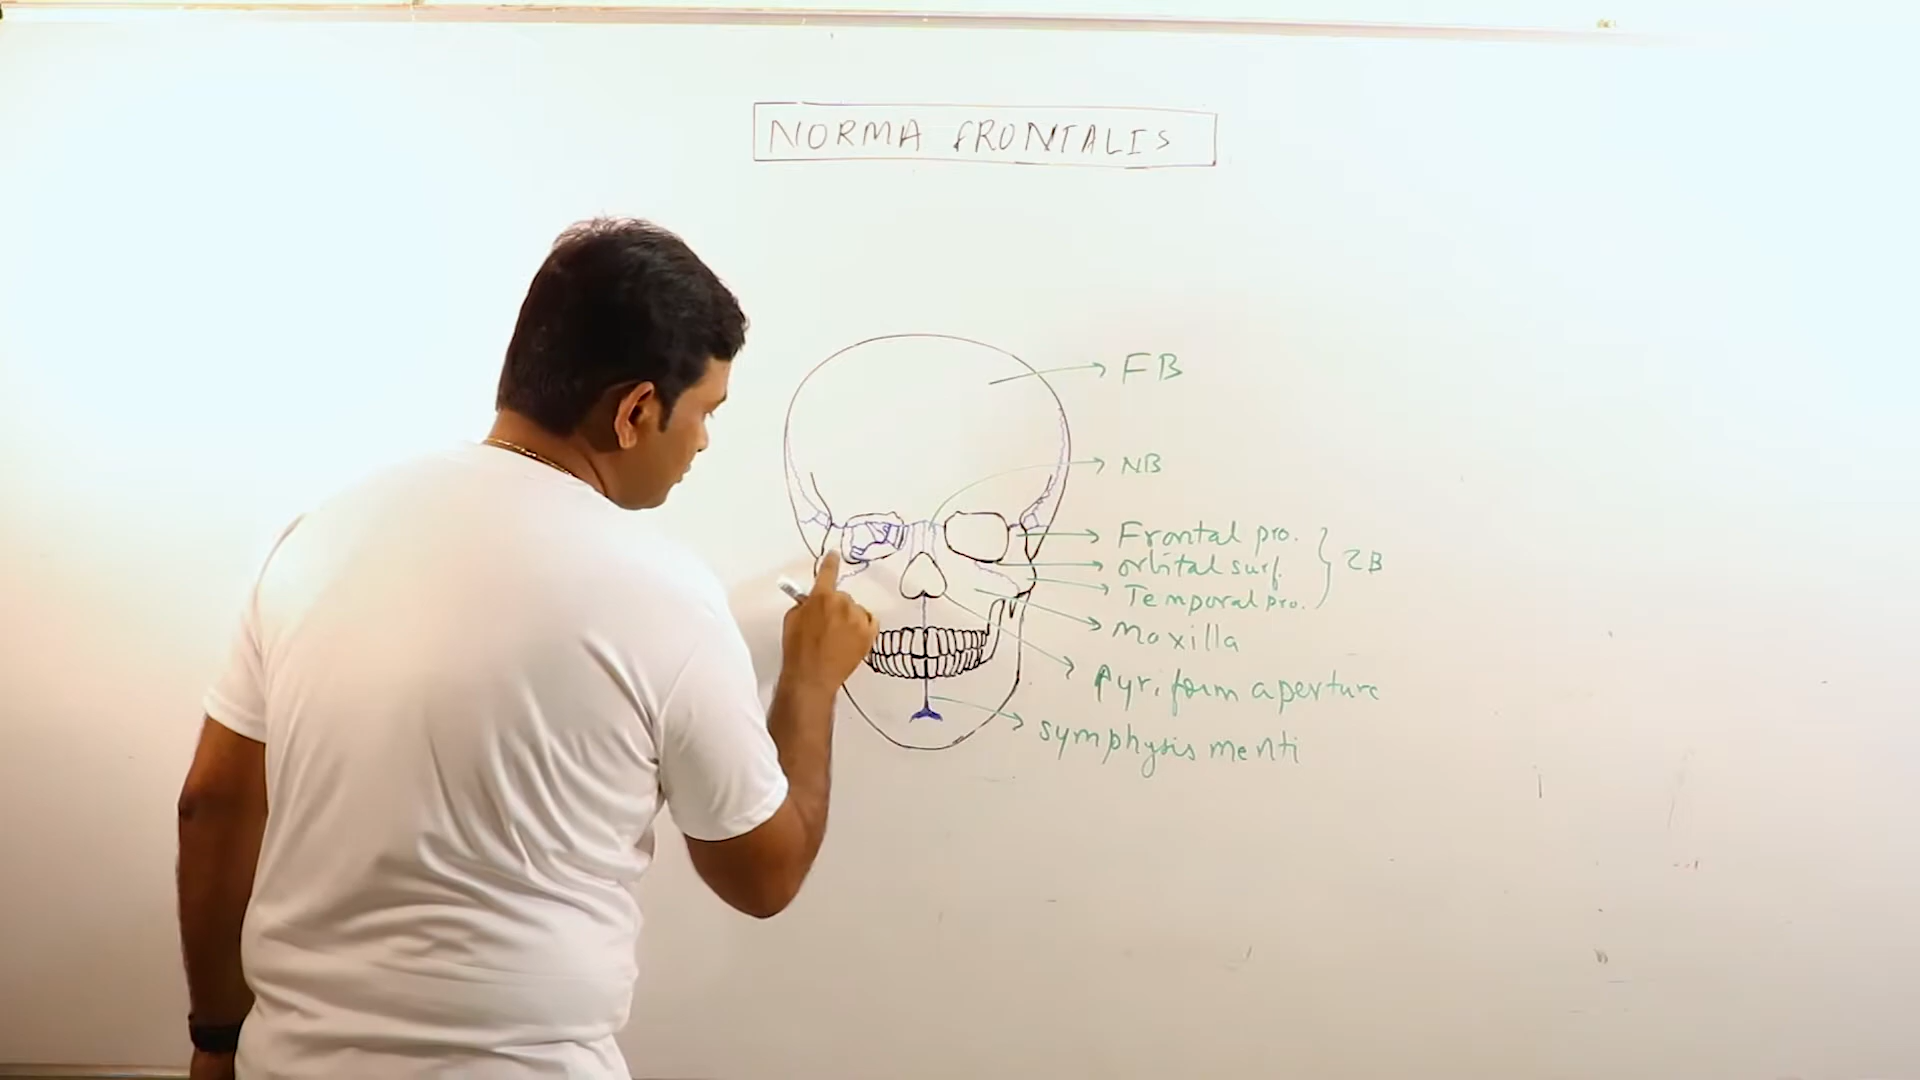 NORMA FRONTALIS
FB
NB
Frontal pro.
orbital surf.
Temporal pro.
ZB
Maxilla
Pyriform aperture
symphysis menti